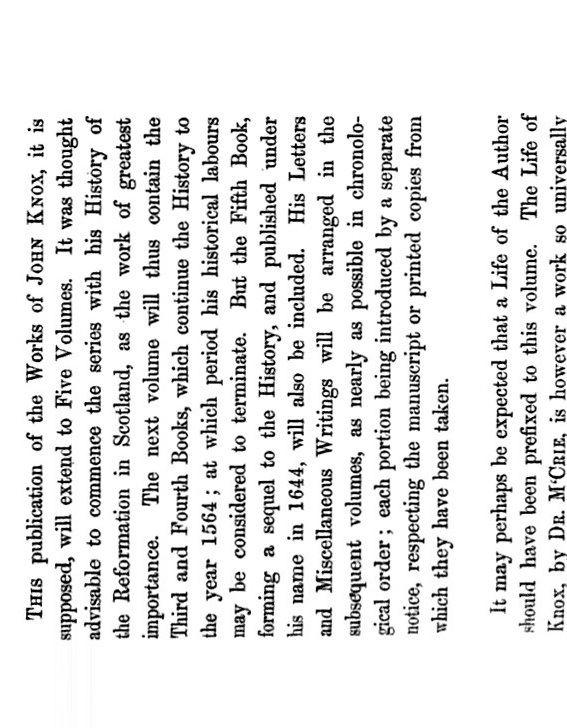 THIS publication of the Works of JOHN KNOX, it is
supposed, will extend to Five Volumes. It was thought
advisable to commence the series with his History of
the Reformation in Scotland, as the work of greatest
importance. The next volume will thus contain the
Third and Fourth Books, which continue the History to
the year 1564; at which period his historical labours
may be considered to terminate. But the Fifth Book,
forming a sequel to the History, and published under
his name in 1644, will also be included. His Letters
and Miscellaneous Writings will be arranged in the
subsequent volumes, as nearly as possible in chronolo-
gical order; each portion being introduced by a separate
notice, respecting the manuscript or printed copies from
which they have been taken.
It may perhaps be expected that a Life of the Author
should have been prefixed to this volume. The Life of
Knox, by DR. M‘CRIE, is however a work so universally